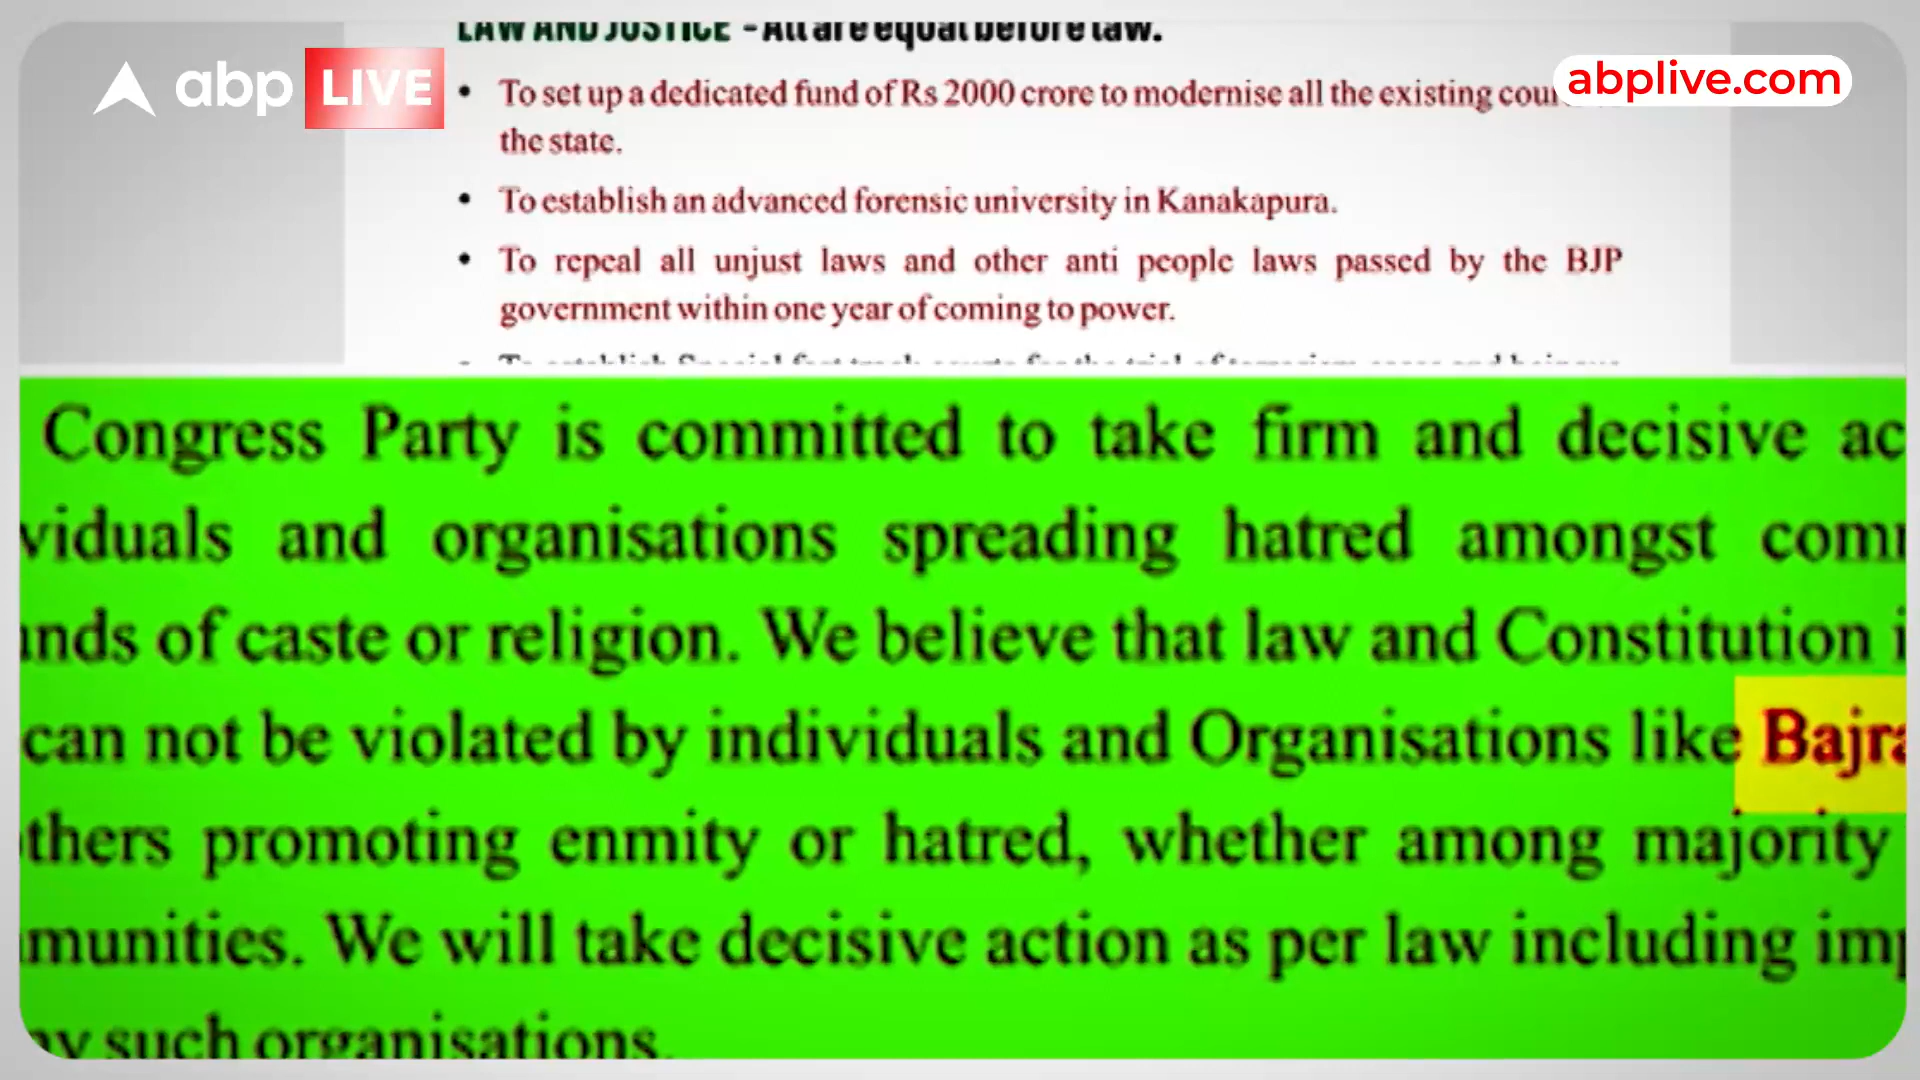 LAW AND JUSTICE - All are equal before law.
abp LIVE
abplive.com
• To set up a dedicated fund of Rs 2000 crore to modernise all the existing
the state.
• To establish an advanced forensic university in Kanakapura.
• To repeal all unjust laws and other anti people laws passed by the BJP
government within one year of coming to power.
Congress Party is committed to take firm and decisive ac
viduals and organisations spreading hatred amongst com
nds of caste or religion. We believe that law and Constitution i
can not be violated by individuals and Organisations like Bajra
thers promoting enmity or hatred, whether among majority
munities. We will take decisive action as per law including im
ny such organisations.